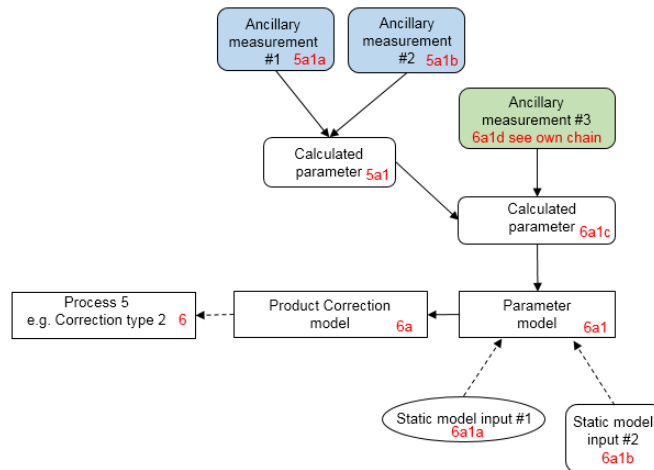 Ancillary
measurement
#1 5a1a
Ancillary
measurement
#2 5a1b
Ancillary
measurement #3
6a1d see own chain
Calculated
parameter 5a1
Calculated
parameter 6a1c
Process 5
e.g. Correction type 2 6
Product Correction
model
6a
Parameter
model
6a1
Static model input #1
6a1a
Static model
input #2
6a1b